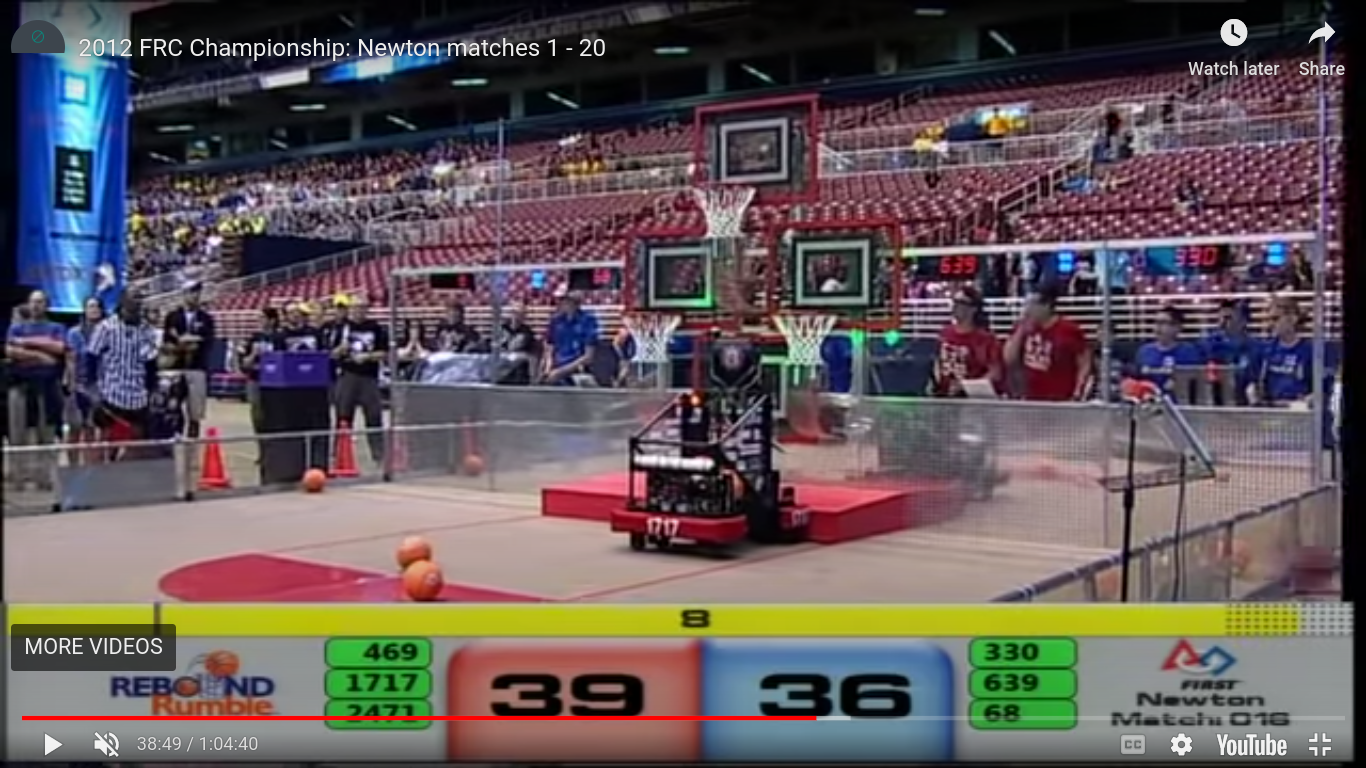 2012 FRC Championship: Newton matches 1 - 20
Watch later
Share
639
330
1717
8
MORE VIDEOS
REBOUND
Rumble
469
1717
2471
39
36
330
639
68
FIRST
Newton
Match: 016
38:49 / 1:04:40
CC
YouTube